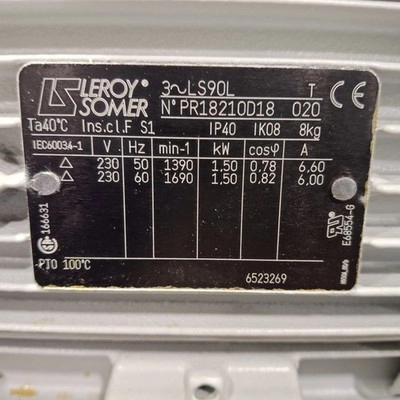 LS LEROY® SOMER
3~LS90L T CE
N° PR18210D18 020
Ta40°C Ins.cl.F S1 IP40 IK08 8kg
IEC60034-1 V Hz min-1 kW cosφ A
△ 230 50 1390 1,50 0,78 6,60
△ 230 60 1690 1,50 0,82 6,00
166631
E68554-G
PTO 100°C
6523269